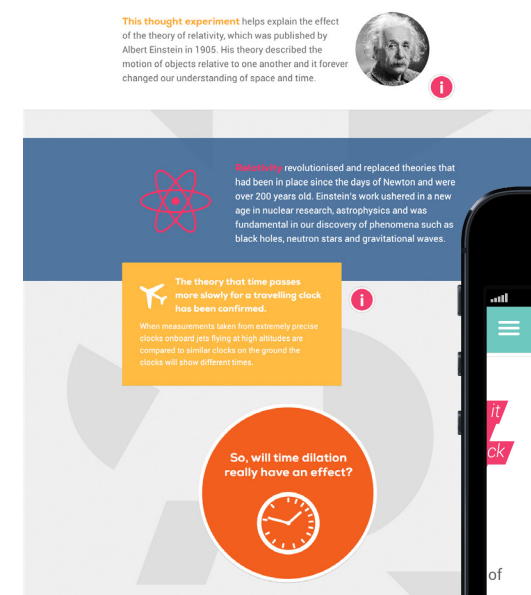 This thought experiment helps explain the effect
of the theory of relativity, which was published by
Albert Einstein in 1905. His theory described the
motion of objects relative to one another and it forever
changed our understanding of space and time.
i
Relativity revolutionised and replaced theories that
had been in place since the days of Newton and were
over 200 years old. Einstein's work ushered in a new
age in nuclear research, astrophysics and was
fundamental in our discovery of phenomena such as
black holes, neutron stars and gravitational waves.
The theory that time passes
more slowly for a travelling clock
has been confirmed.
i
When measurements taken from extremely precise
clocks onboard jets flying at high altitudes are
compared to similar clocks on the ground the
clocks will show different times.
it
ck
So, will time dilation
really have an effect?
of